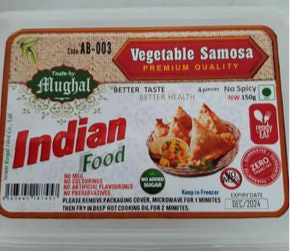 Code AB-003
Vegetable Samosa
PREMIUM QUALITY
Mughal
BETTER TASTE
BETTER HEALTH
4 pieces No Spicy
NW.150g
Indian
Food
ready
EAT
ZERO
NO MSG
NO COLOURINGS
NO ARTIFICIAL FLAVOURINGS
NO PRESERVATIVES
NO ADDED
SUGAR
Keep in Freezer
EXPIRY DATE
DEC/2024
PLEASE REMOVE PACKAGING COVER, MICROWAVE FOR 1 MINUTES
THEN FRY IN DEEP HOT COOKING OIL FOR 2 MINUTES.